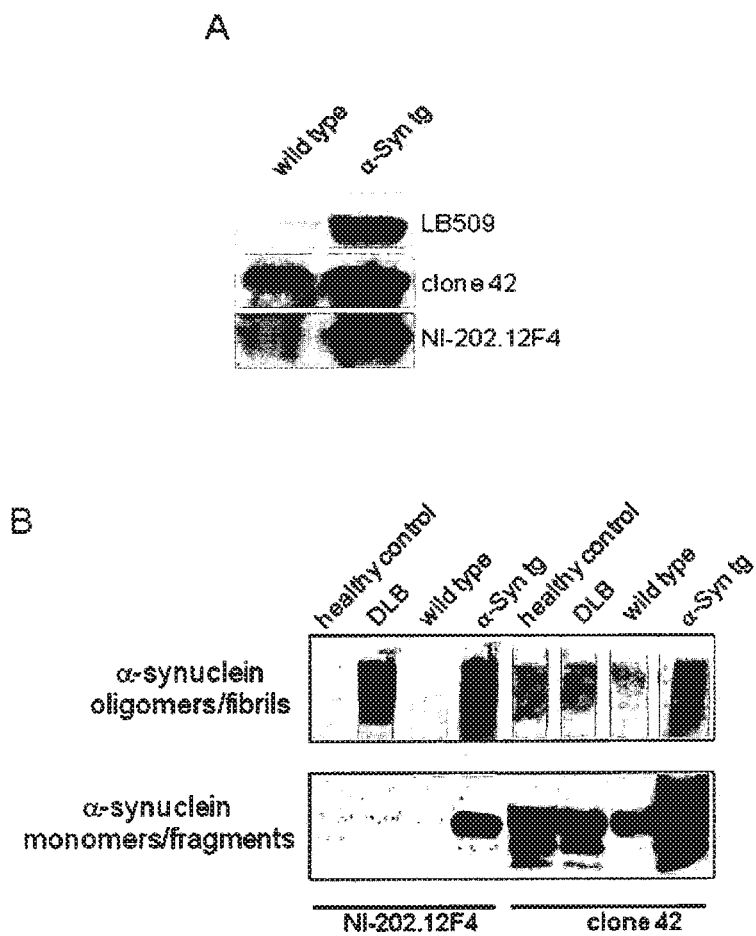 A
wild type
α-Syn tg
LB509
clone 42
NI-202.12F4
B
healthy control
DLB
wild type
α-Syn tg
healthy control
DLB
wild type
α-Syn tg
α-synuclein
oligomers/fibrils
α-synuclein
monomers/fragments
NI-202.12F4
clone 42